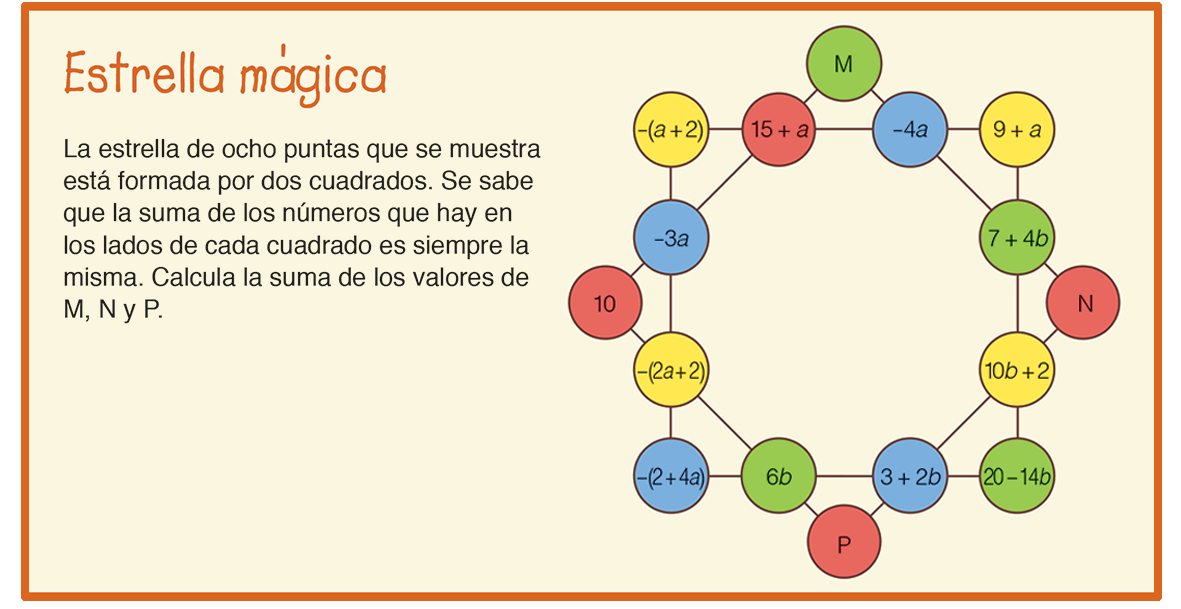 Estrella mágica
La estrella de ocho puntas que se muestra
está formada por dos cuadrados. Se sabe
que la suma de los números que hay en
los lados de cada cuadrado es siempre la
misma. Calcula la suma de los valores de
M, N y P.
M
–(a + 2) 15 + a –4a 9 + a
–3a 7 + 4b
10 N
–(2a + 2) 10b + 2
–(2 + 4a) 6b 3 + 2b 20 – 14b
P